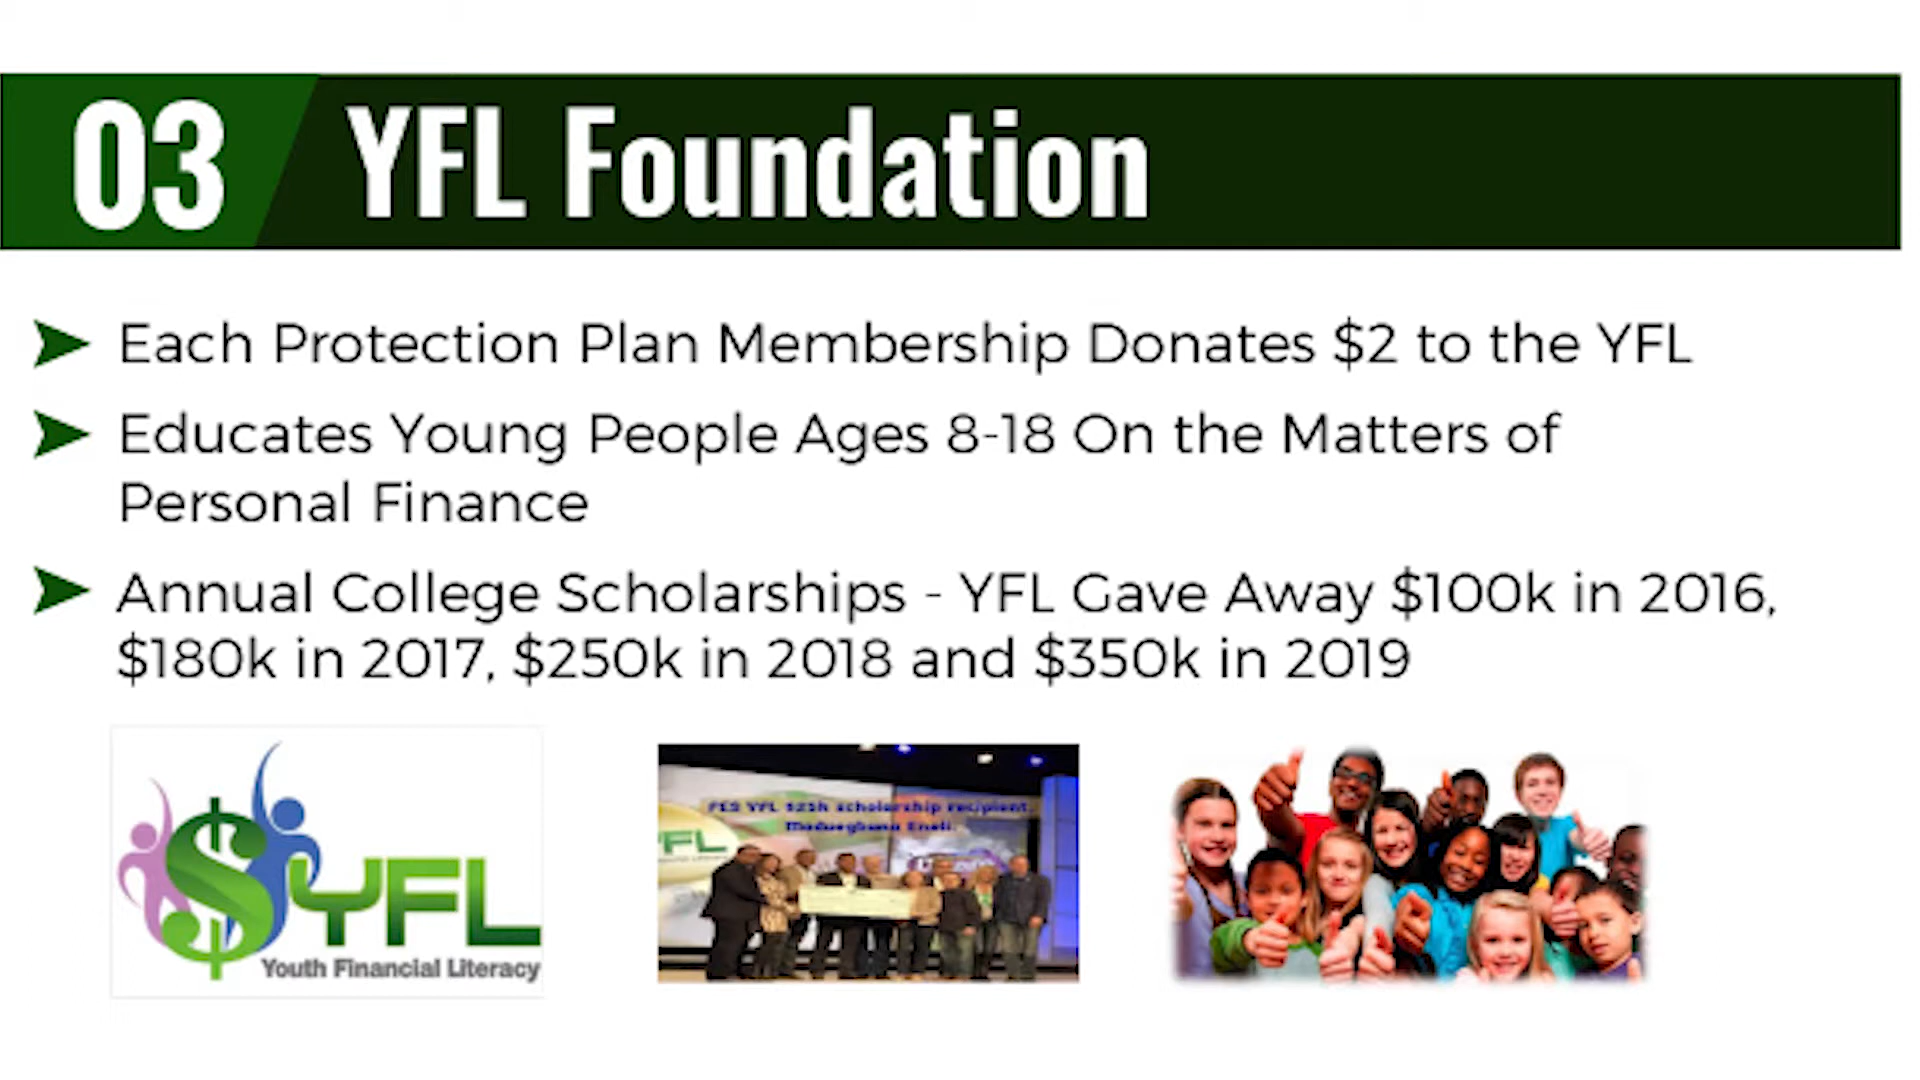 03 YFL Foundation
Each Protection Plan Membership Donates $2 to the YFL
Educates Young People Ages 8-18 On the Matters of
Personal Finance
Annual College Scholarships - YFL Gave Away $100k in 2016,
$180k in 2017, $250k in 2018 and $350k in 2019
$YFL
Youth Financial Literacy
FES YFL $25k scholarship recipient